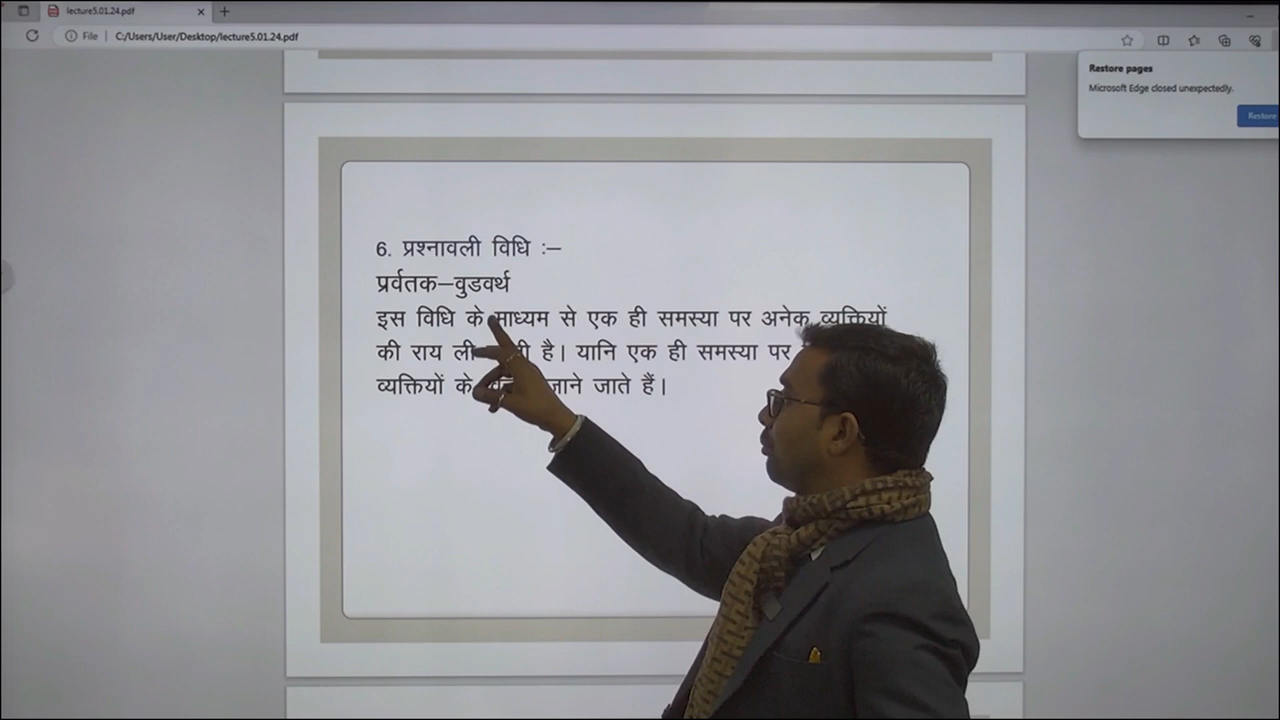 lecture5.01.24.pdf
File
C:/Users/User/Desktop/lecture5.01.24.pdf
Restore pages
Microsoft Edge closed unexpectedly.
Restore
6. प्रश्नावली विधि :–
प्रर्वतक–वुडवर्थ
इस विधि के माध्यम से एक ही समस्या पर अनेक व्यक्तियों
की राय ली है। यानि एक ही समस्या पर
व्यक्तियों के जाने जाते हैं।